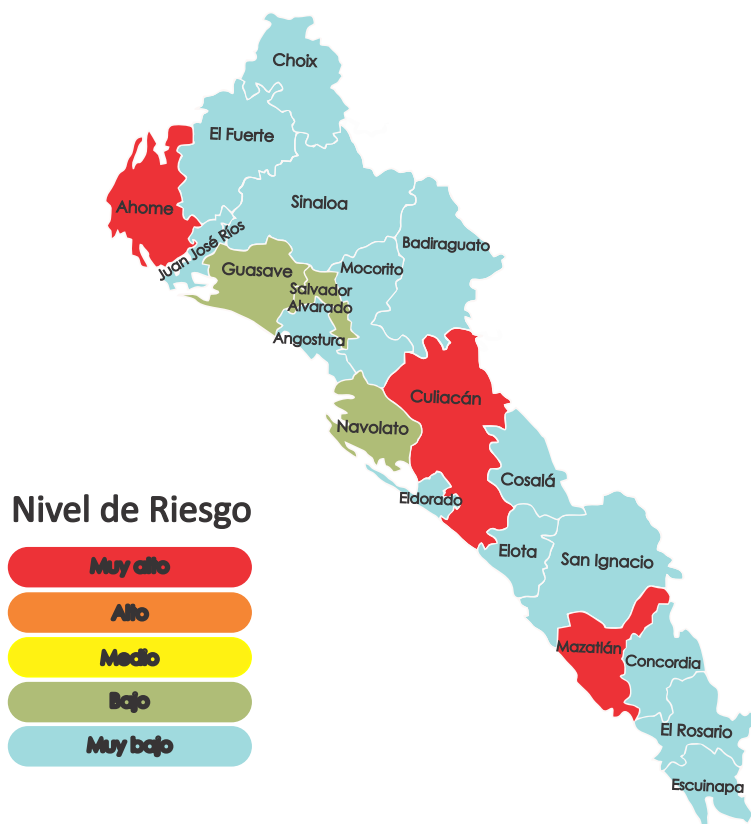 Choix
El Fuerte
Ahome
Sinaloa
Juan José Ríos
Badiraguato
Guasave
Mocorito
Salvador
Alvarado
Angostura
Culiacán
Navolato
Cosalá
Eldorado
Elota
San Ignacio
Mazatlán
Concordia
El Rosario
Escuinapa
Nivel de Riesgo
Muy alto
Alto
Medio
Bajo
Muy bajo